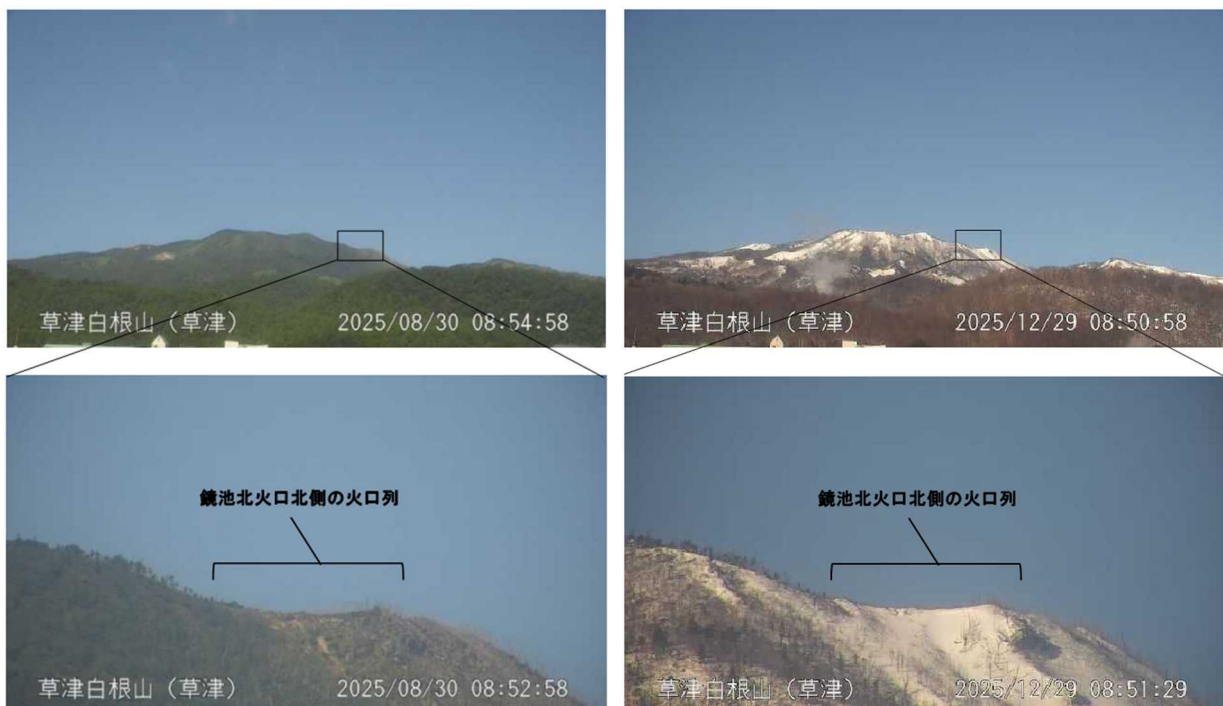 草津白根山（草津） 2025/08/30 08:54:58
草津白根山（草津） 2025/12/29 08:50:58
鏡池北火口北側の火口列
草津白根山（草津） 2025/08/30 08:52:58
鏡池北火口北側の火口列
草津白根山（草津） 2025/12/29 08:51:29